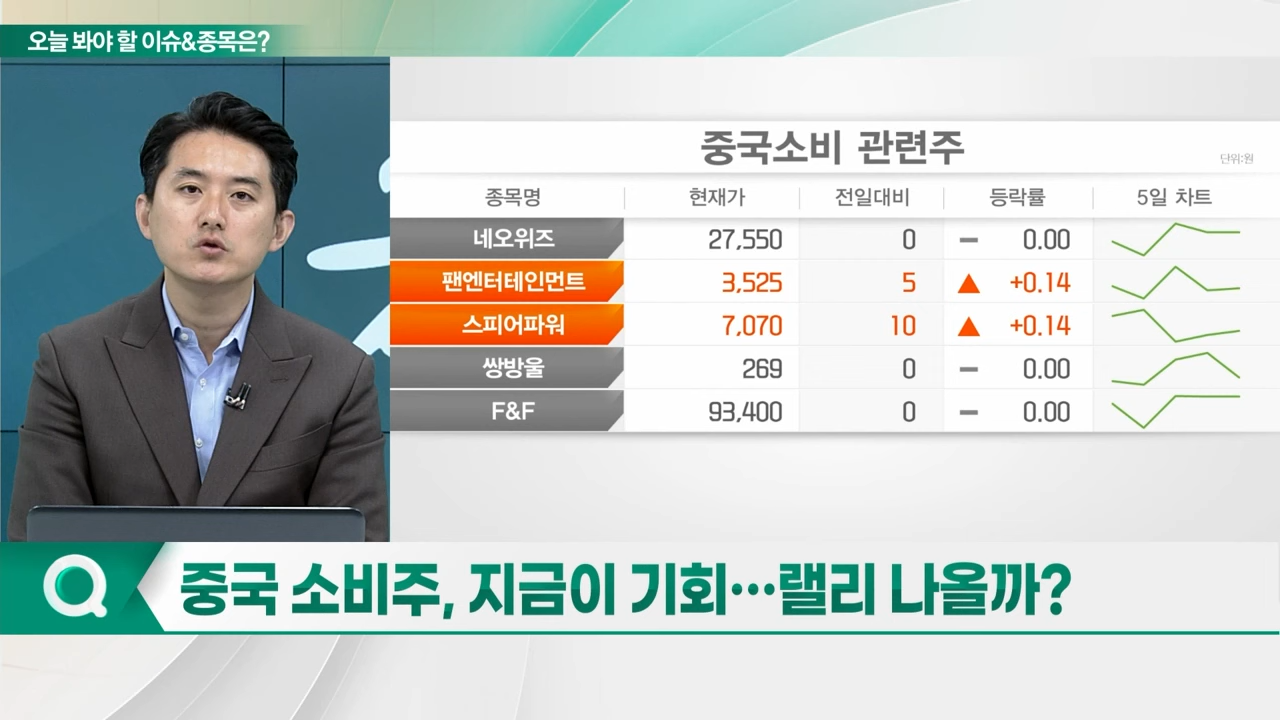 오늘 봐야 할 이슈&종목은?
중국소비 관련주
단위:원
종목명 현재가 전일대비 등락률 5일 차트
네오위즈 27,550 0 – 0.00
팬엔터테인먼트 3,525 5 ▲ +0.14
스피어파워 7,070 10 ▲ +0.14
쌍방울 269 0 – 0.00
F&F 93,400 0 – 0.00
중국 소비주, 지금이 기회…랠리 나올까?